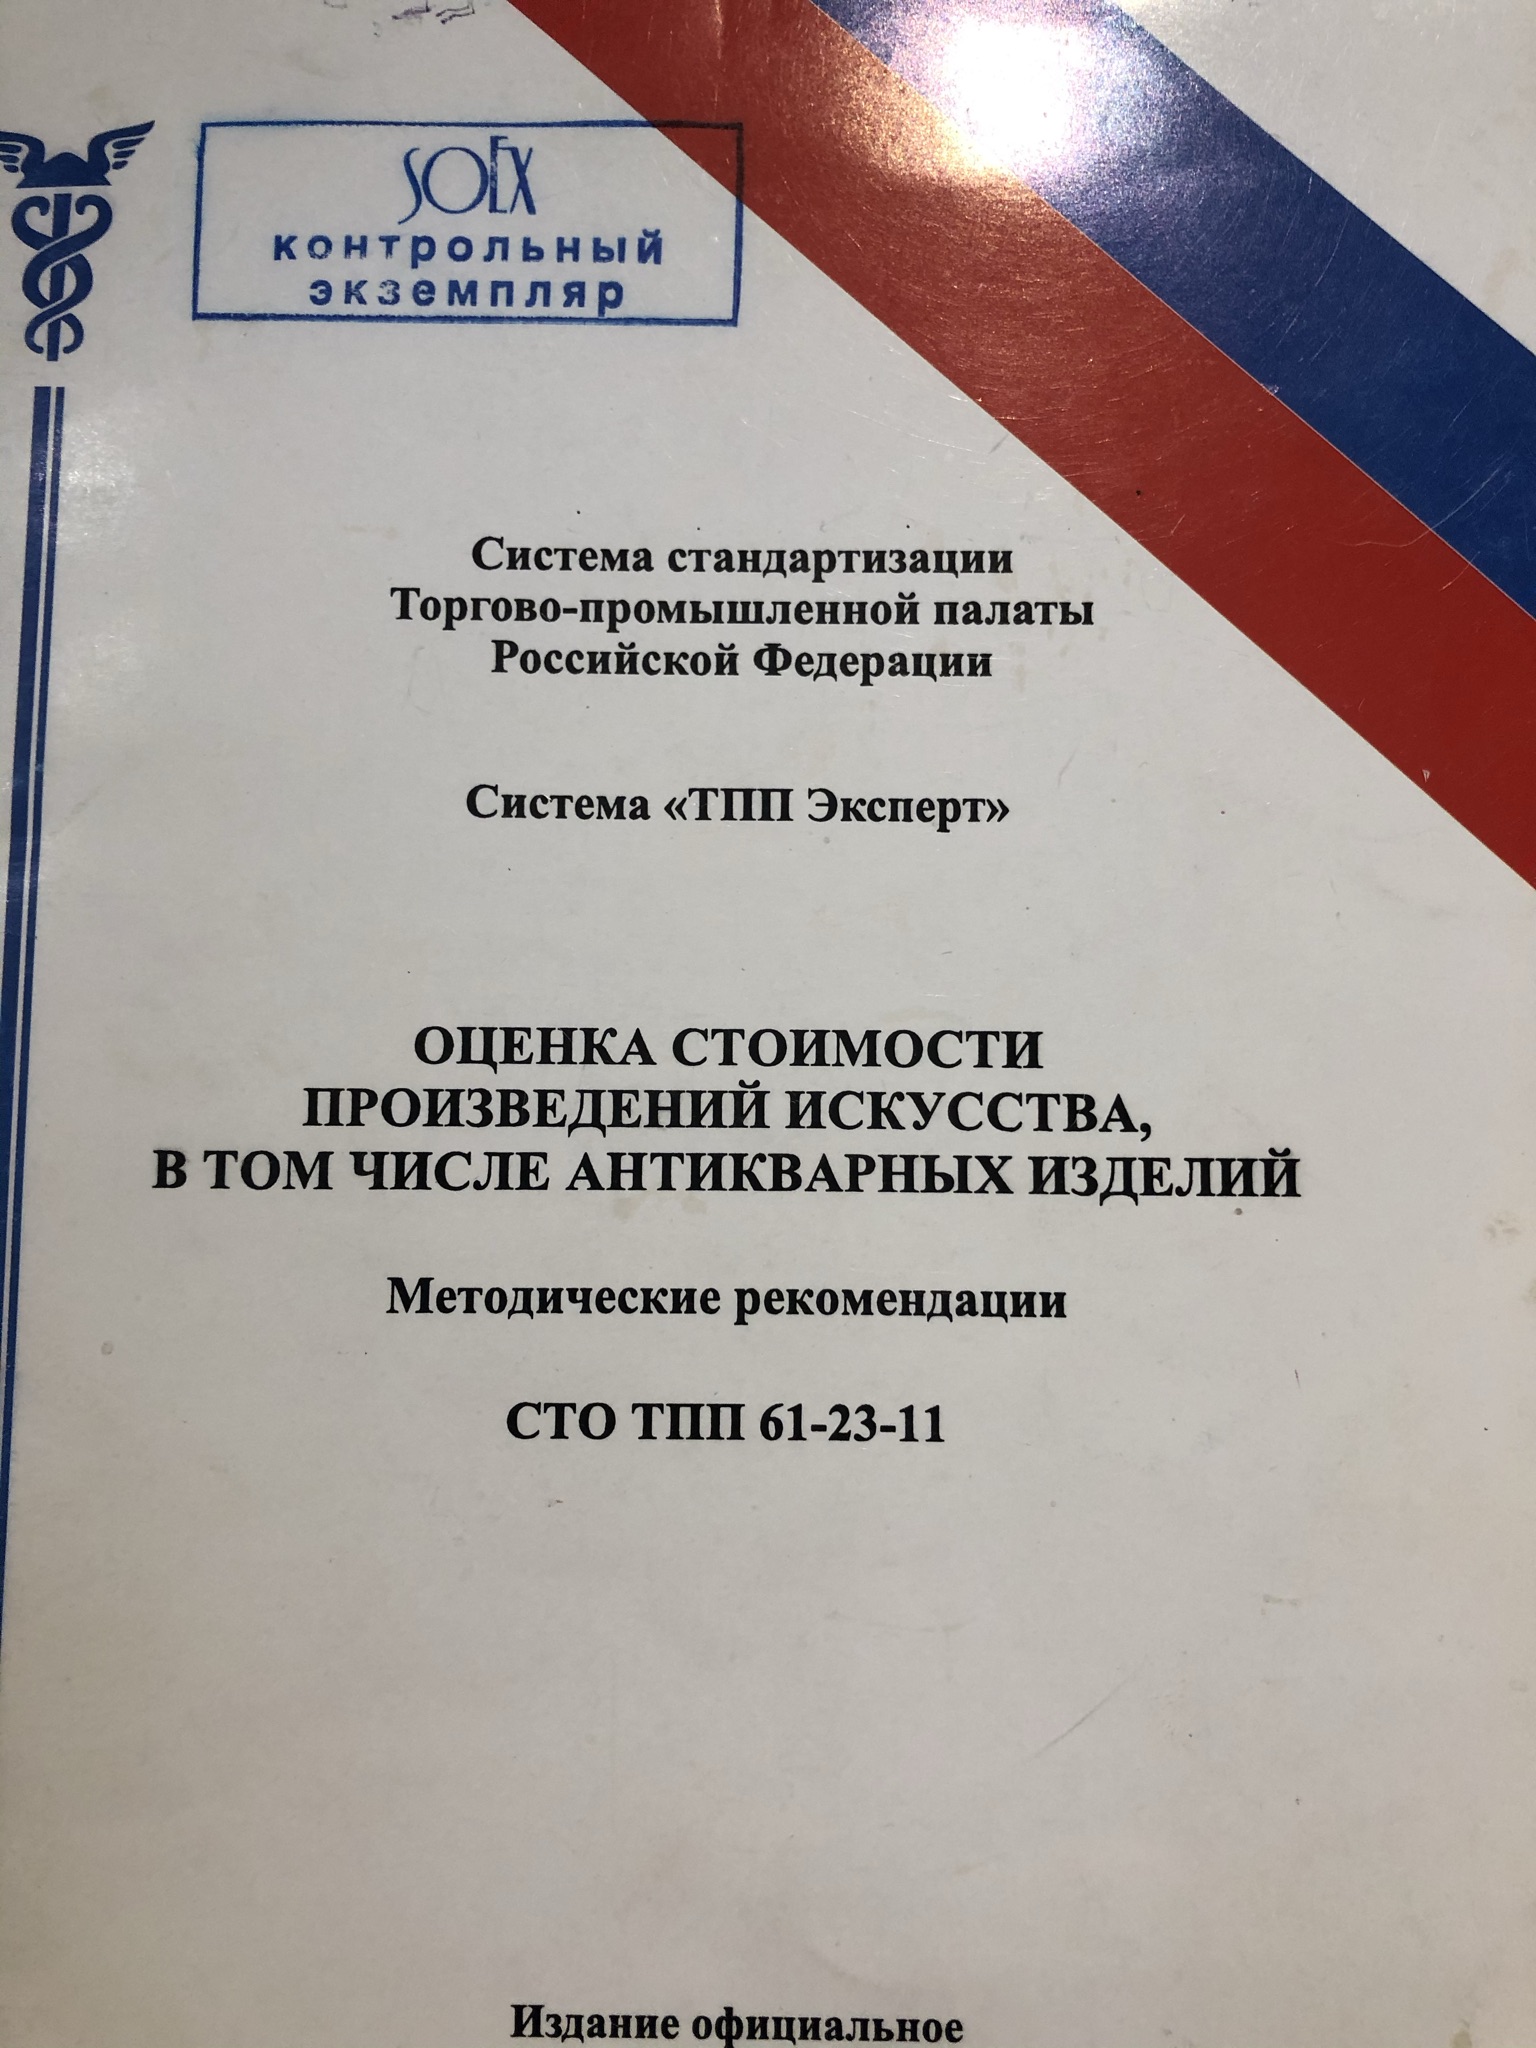 SOEX
контрольный
экземпляр
Система стандартизации
Торгово-промышленной палаты
Российской Федерации
Система «ТПП Эксперт»
ОЦЕНКА СТОИМОСТИ
ПРОИЗВЕДЕНИЙ ИСКУССТВА,
В ТОМ ЧИСЛЕ АНТИКВАРНЫХ ИЗДЕЛИЙ
Методические рекомендации
СТО ТПП 61-23-11
Издание официальное